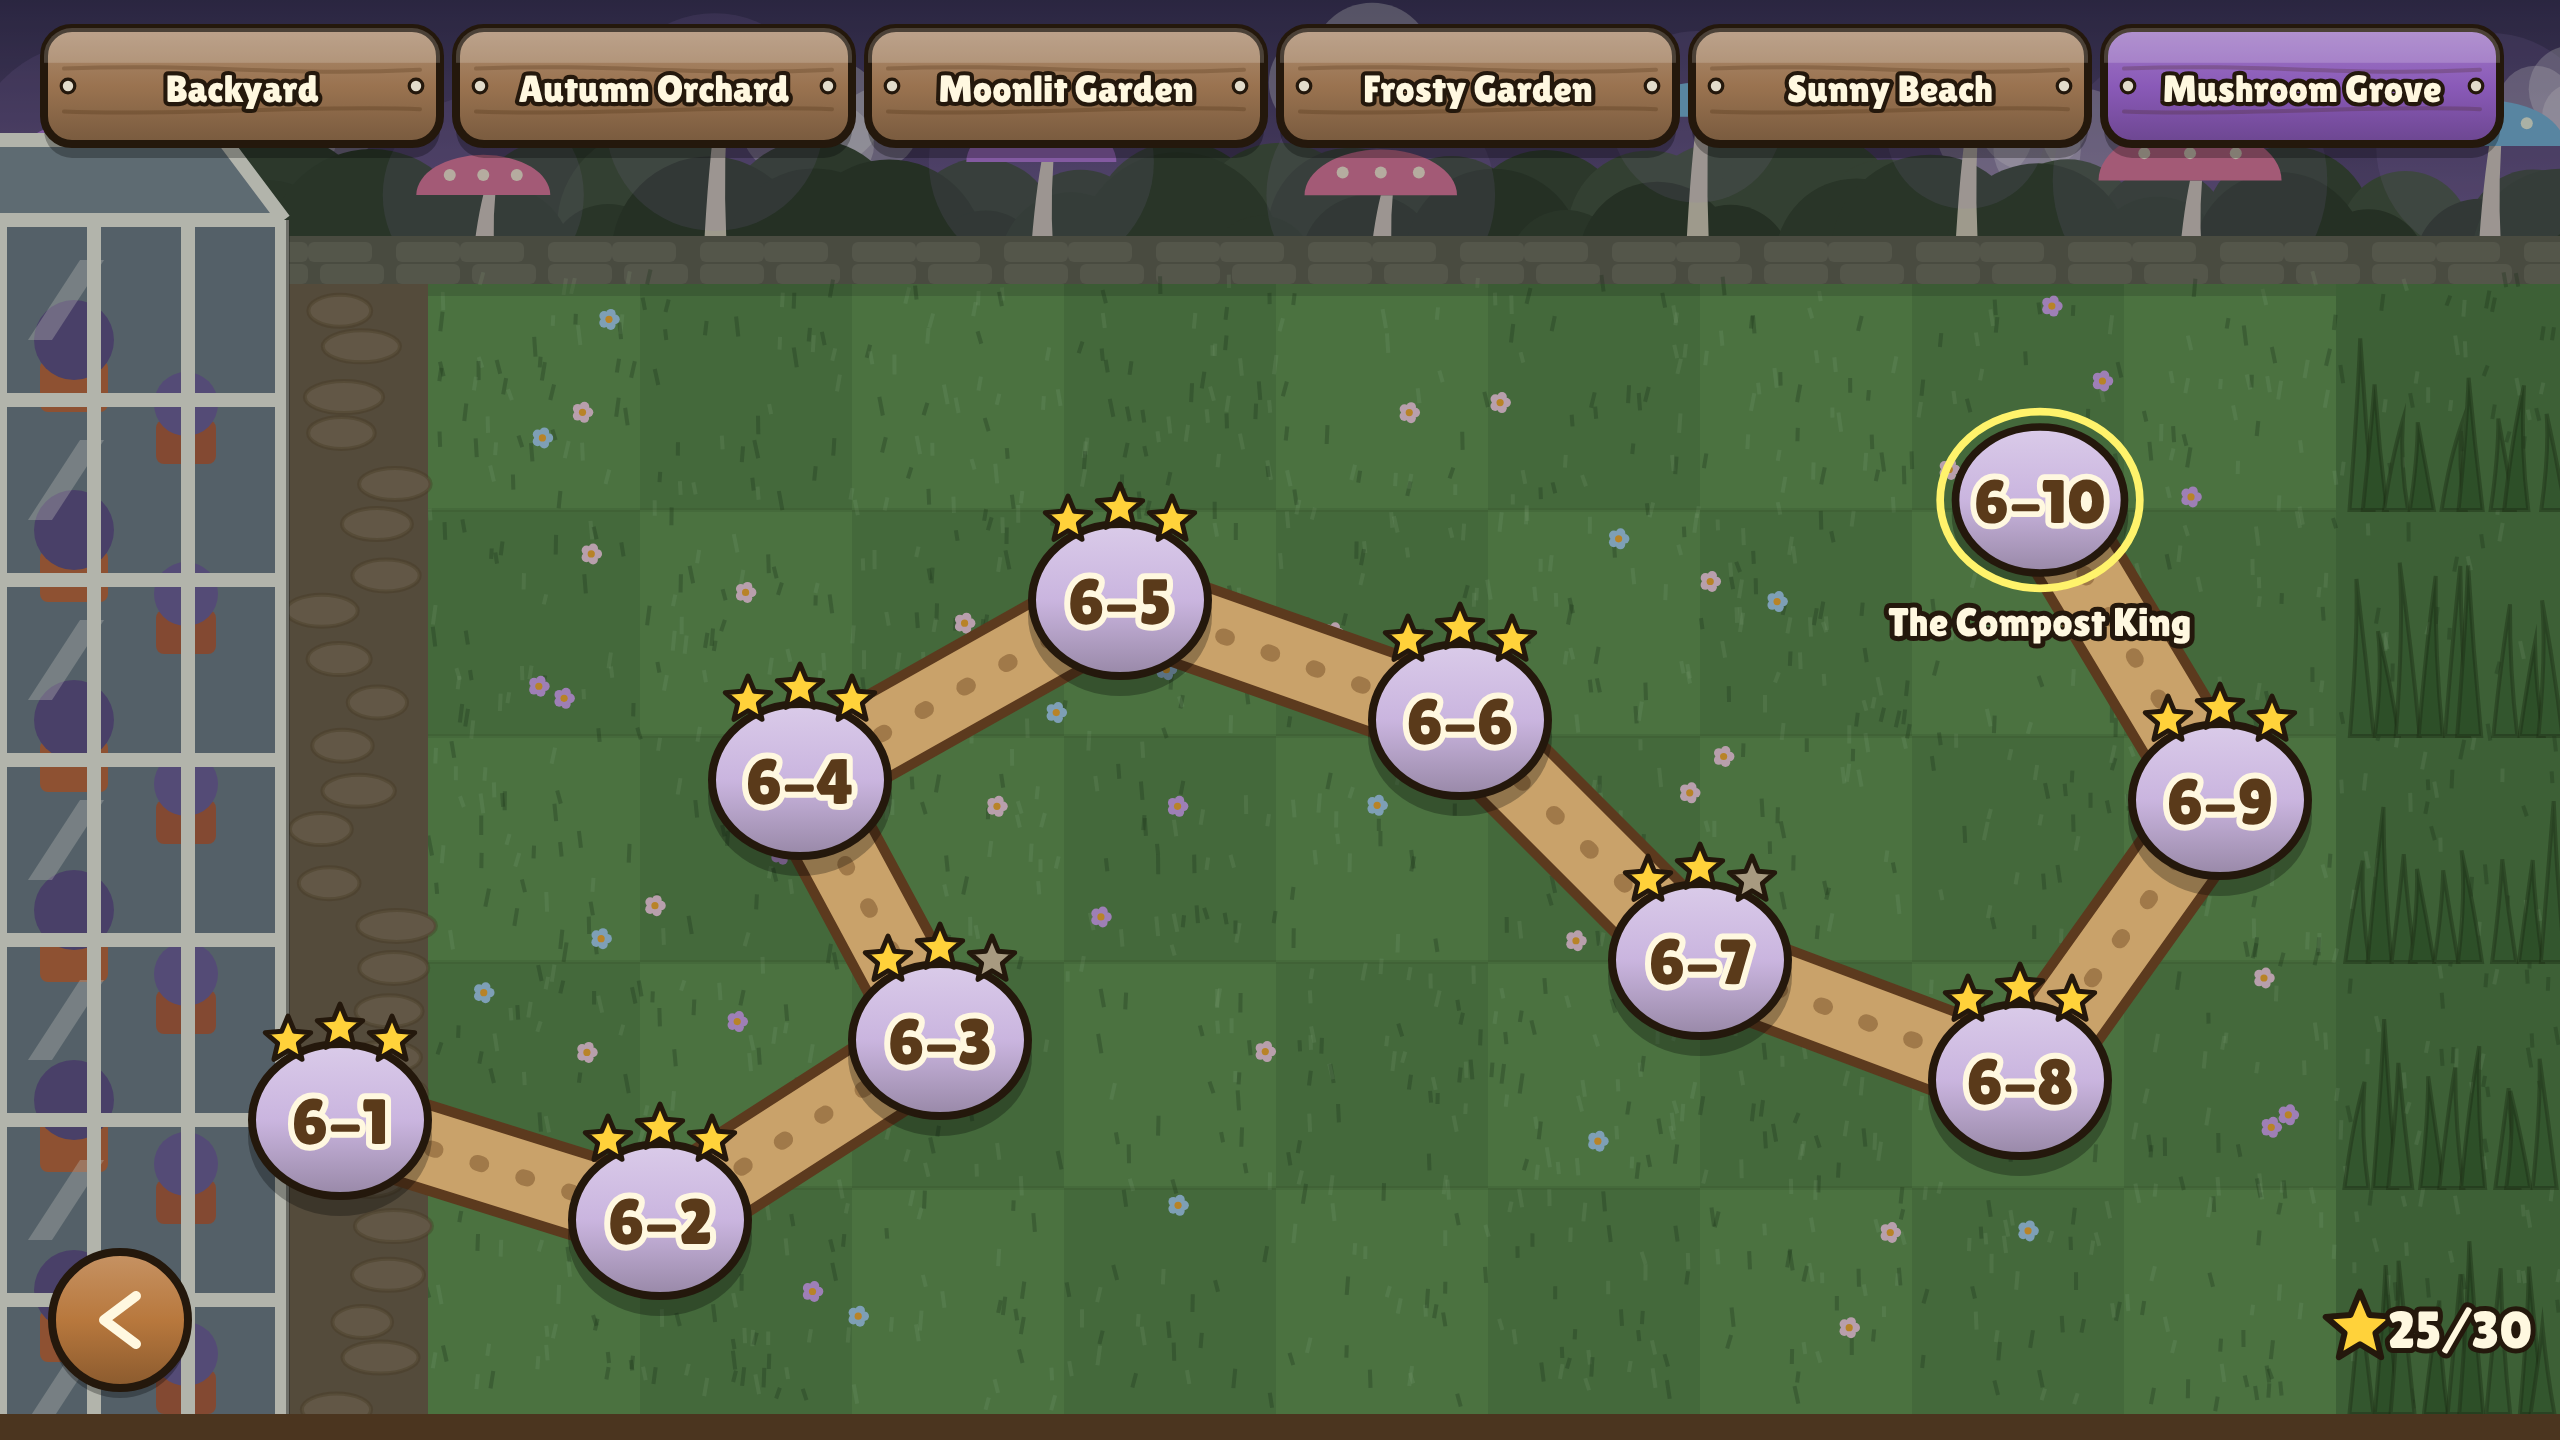 Backyard
Autumn Orchard
Moonlit Garden
Frosty Garden
Sunny Beach
Mushroom Grove
6–10
The Compost King
6–5
6–6
6–4
6–9
6–7
6–3
6–8
6–1
6–2
25/30